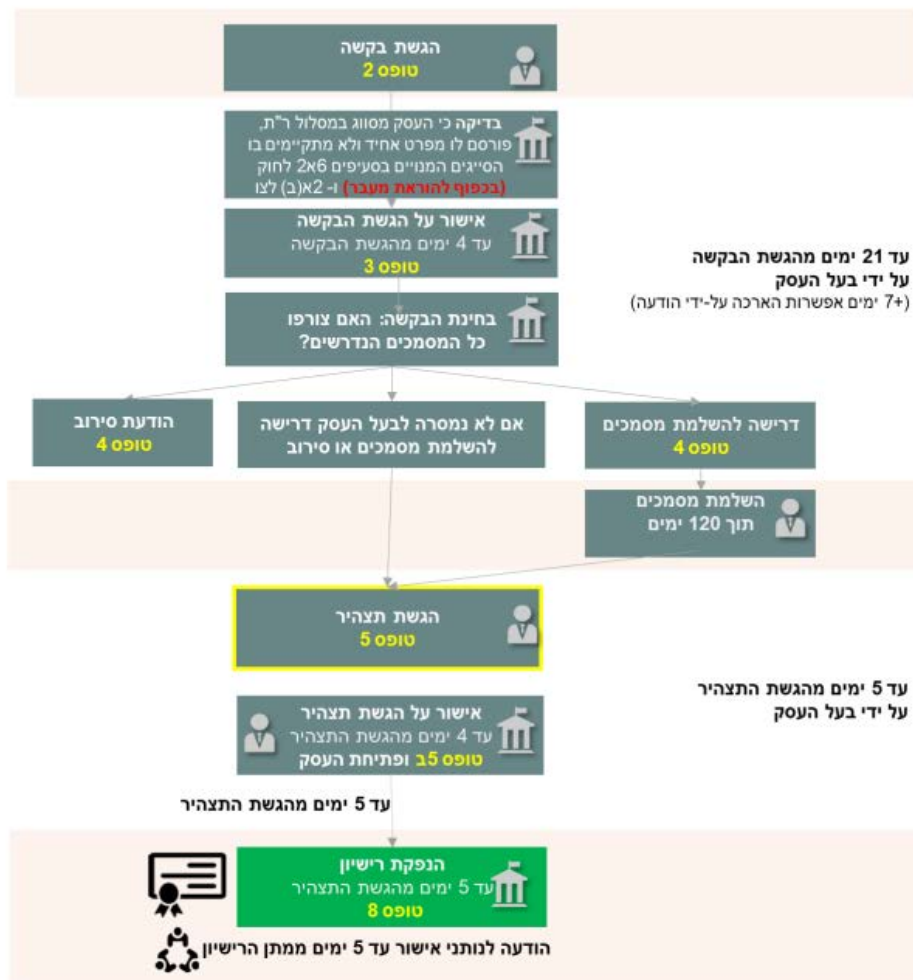 הגשת בקשה
טופס 2
בדיקה כי העסק מסווג במסלול ר"ת,
פורסם לו מפרט אחיד ולא מתקיימים בו
הסייגים המנויים בסעיפים 6א2 לחוק
(בכפוף להוראת מעבר) ו- 2א(ב) לצו
אישור על הגשת הבקשה
עד 4 ימים מהגשת הבקשה
טופס 3
עד 21 ימים מהגשת הבקשה
על ידי בעל העסק
(+7 ימים אפשרות הארכה על-ידי הודעה)
בחינת הבקשה: האם צורפו
כל המסמכים הנדרשים?
דרישה להשלמת מסמכים
טופס 4
אם לא נמסרה לבעל העסק דרישה
להשלמת מסמכים או סירוב
הודעת סירוב
טופס 4
השלמת מסמכים
תוך 120 ימים
הגשת תצהיר
טופס 5
עד 5 ימים מהגשת התצהיר
על ידי בעל העסק
אישור על הגשת תצהיר
עד 4 ימים מהגשת התצהיר
טופס 5ב ופתיחת העסק
עד 5 ימים מהגשת התצהיר
הנפקת רישיון
עד 5 ימים מהגשת התצהיר
טופס 8
הודעה לנותני אישור עד 5 ימים ממתן הרישיון